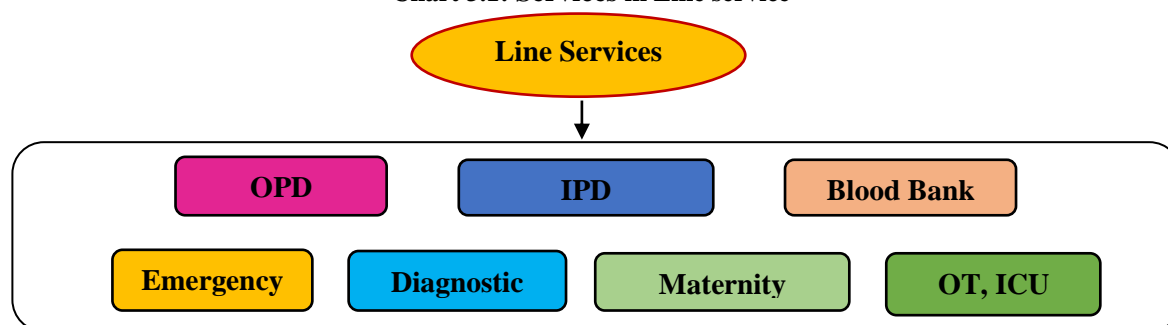 Line Services
OPD IPD Blood Bank
Emergency Diagnostic Maternity OT, ICU